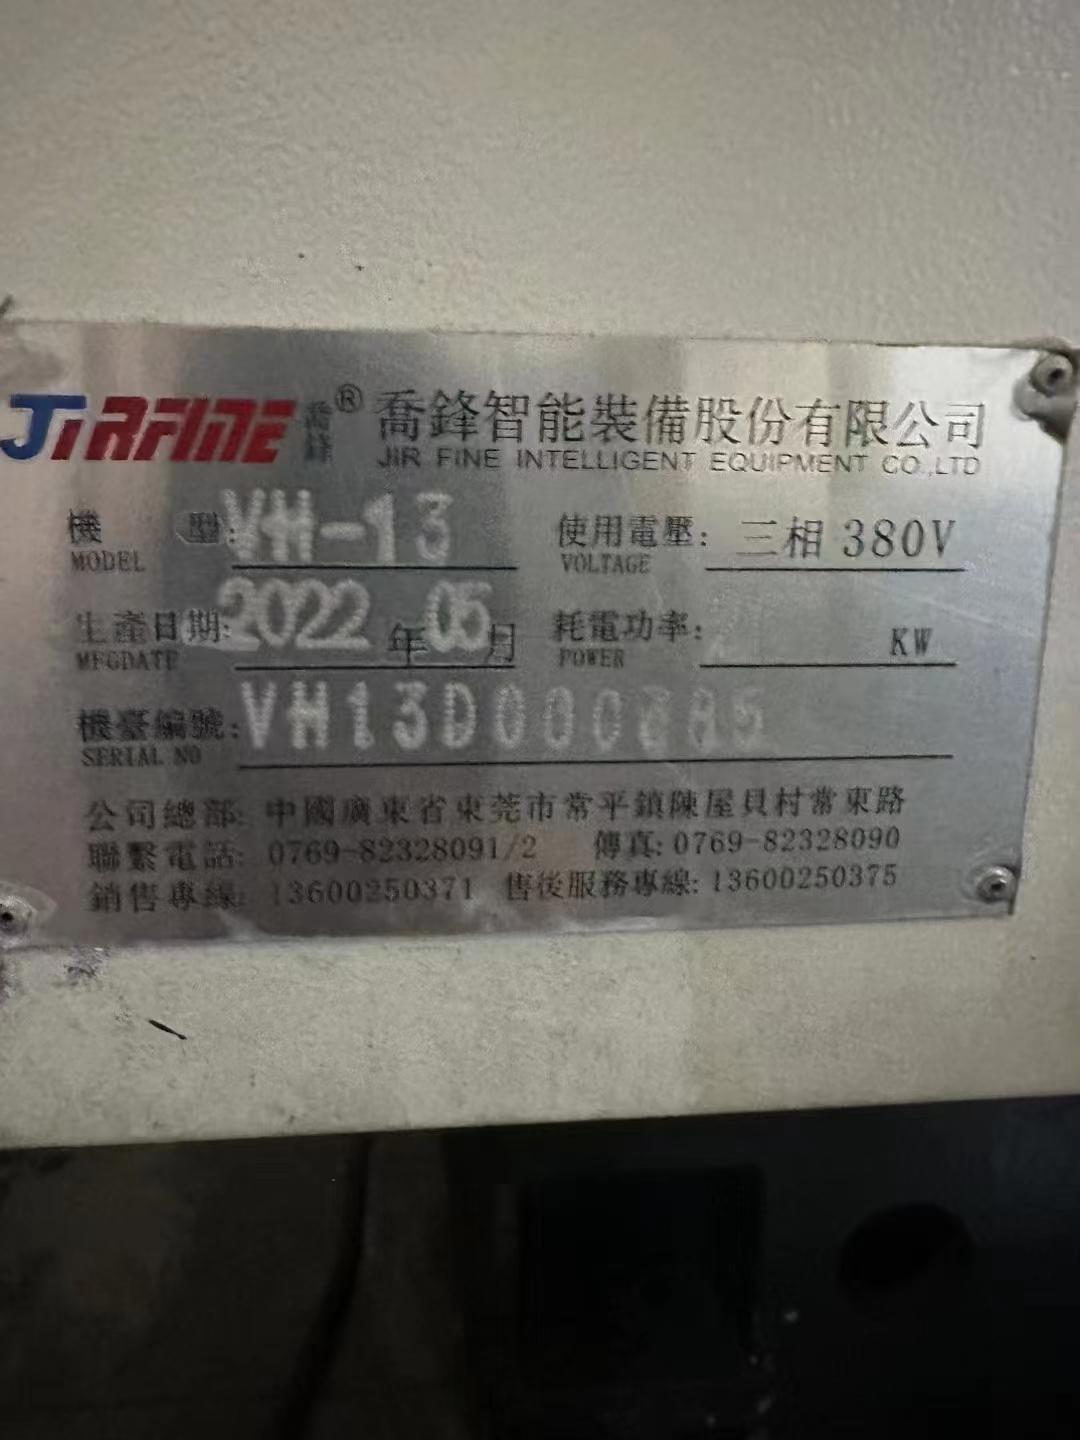 JIRFINE 喬鋒 ® 喬鋒智能裝備股份有限公司
JIR FINE INTELLIGENT EQUIPMENT CO.,LTD
機型: VH-13 使用電壓: 三相 380V
MODEL VOLTAGE
生產日期: 2022 年 05 月 耗電功率: KW
MFGDATE POWER
機臺編號:
SERIAL NO
公司總部: 中國廣東省東莞市常平鎮陳屋貝村常東路
聯繫電話: 0769-82328091/2 傳真: 0769-82328090
銷售專線: 13600250371 售後服務專線: 13600250375